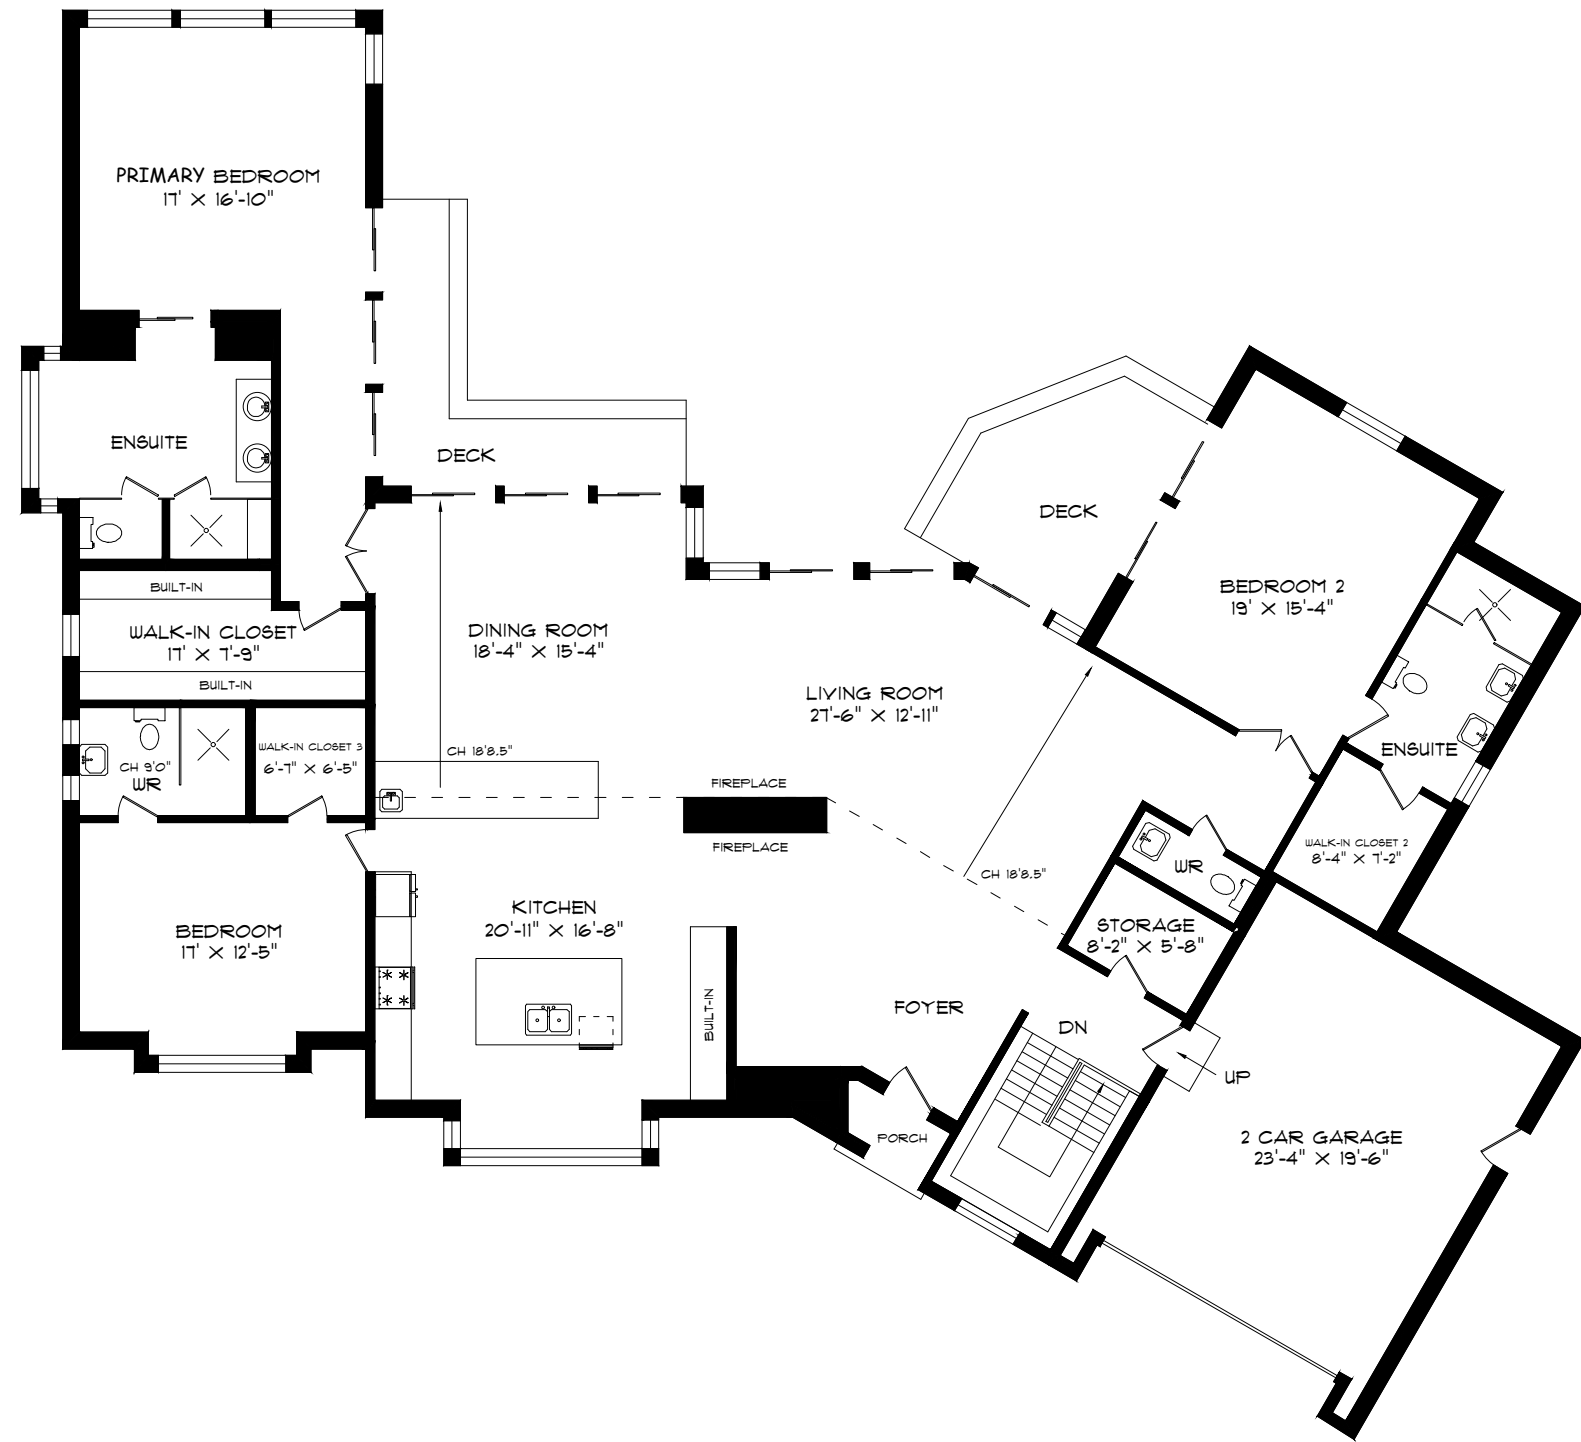 PRIMARY BEDROOM
17' X 16'-10"
ENSUITE
DECK
BUILT-IN
WALK-IN CLOSET
17' X 7'-9"
BUILT-IN
DINING ROOM
18'-4" X 15'-4"
DECK
BEDROOM 2
19' X 15'-4"
LIVING ROOM
27'-6" X 12'-11"
CH 18'8.5"
WALK-IN CLOSET 3
6'-7" X 6'-5"
CH 9'0"
WR
ENSUITE
FIREPLACE
FIREPLACE
WALK-IN CLOSET 2
8'-4" X 7'-2"
WR
CH 18'8.5"
KITCHEN
20'-11" X 16'-8"
BEDROOM
17' X 12'-5"
STORAGE
8'-2" X 5'-8"
BUILT-IN
FOYER
DN
UP
PORCH
2 CAR GARAGE
23'-4" X 19'-6"